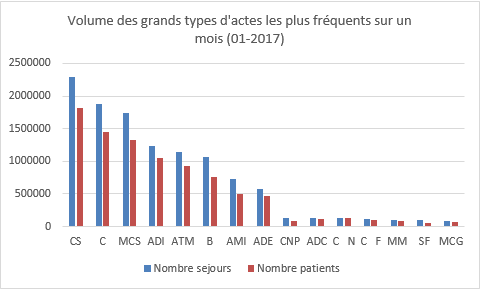 Volume des grands types d'actes les plus fréquents sur un
mois (01-2017)
2500000
2000000
1500000
1000000
500000
0
CS C MCS ADI ATM B AMI ADE CNP ADC C N C F MM SF MCG
Nombre sejours Nombre patients